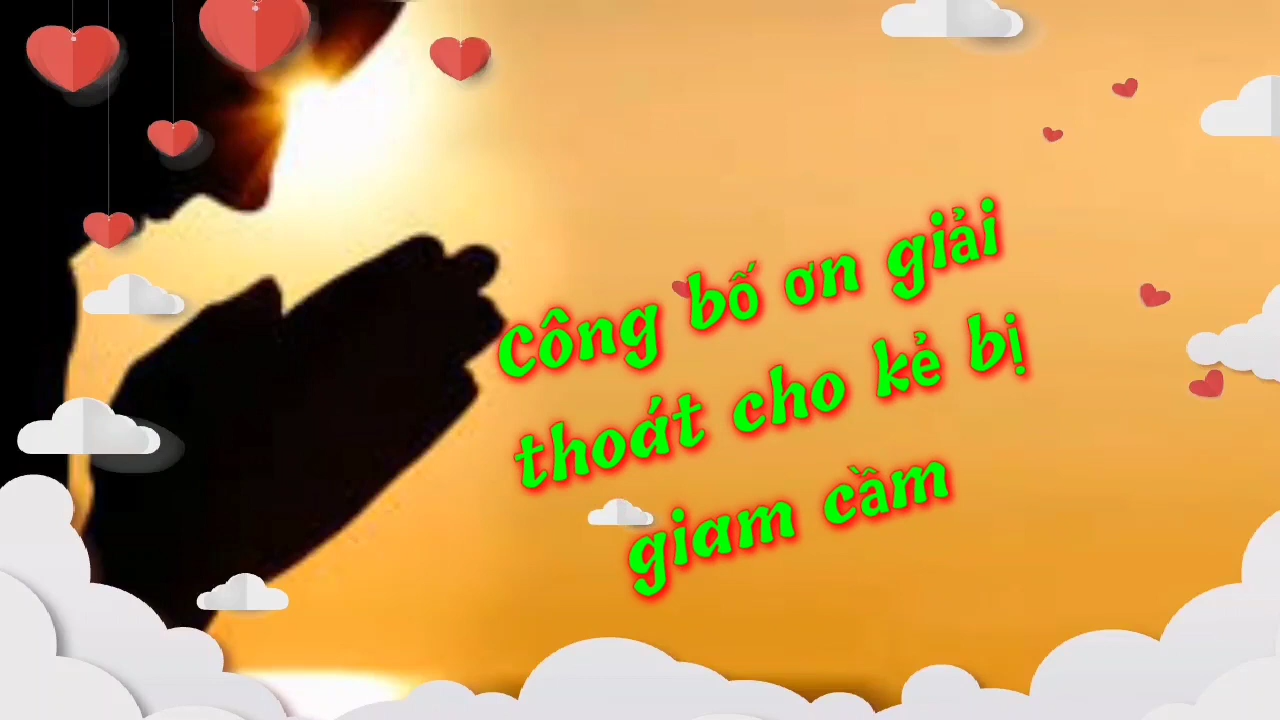 Công bố ơn giải
thoát cho kẻ bị
giam cầm